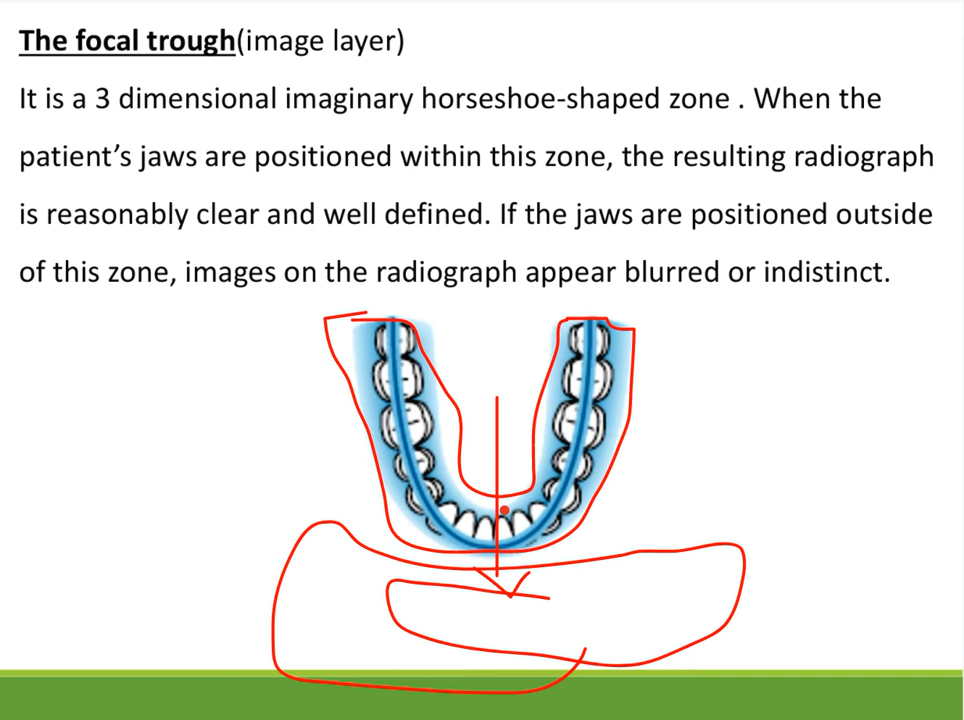 The focal trough(image layer)
It is a 3 dimensional imaginary horseshoe-shaped zone . When the
patient’s jaws are positioned within this zone, the resulting radiograph
is reasonably clear and well defined. If the jaws are positioned outside
of this zone, images on the radiograph appear blurred or indistinct.